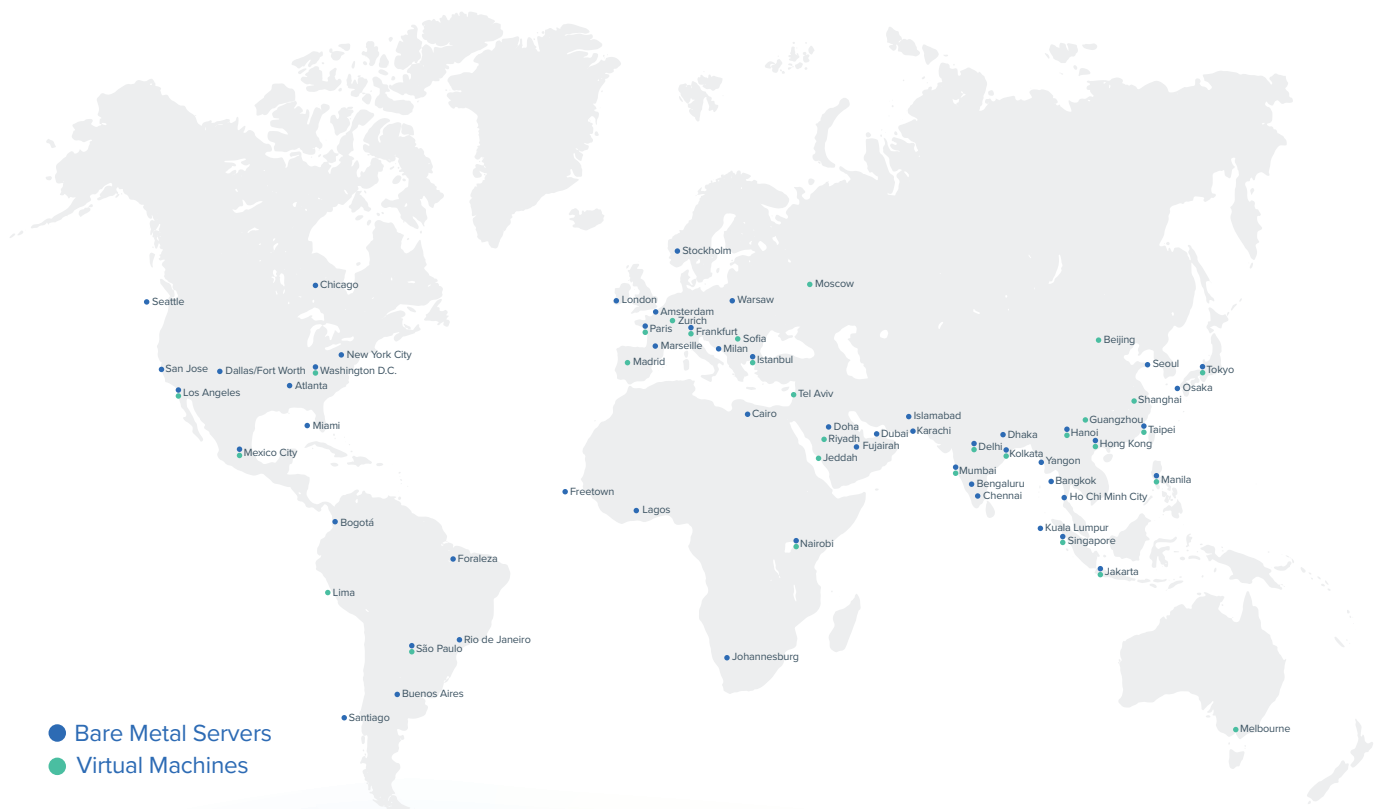 Stockholm
Moscow
Chicago
Seattle
London
Warsaw
Amsterdam
Zurich
Paris
Frankfurt
Sofia
Beijing
Marseille
Milan
New York City
Istanbul
Madrid
Seoul
San Jose
Dallas/Fort Worth
Washington D.C.
Tokyo
Atlanta
Osaka
Los Angeles
Tel Aviv
Shanghai
Cairo
Islamabad
Guangzhou
Miami
Doha
Karachi
Taipei
Dubai
Dhaka
Hanoi
Riyadh
Fujairah
Delhi
Hong Kong
Mexico City
Kolkata
Jeddah
Yangon
Mumbai
Manila
Bangkok
Bengaluru
Freetown
Chennai
Ho Chi Minh City
Lagos
Bogotá
Kuala Lumpur
Singapore
Nairobi
Foraleza
Jakarta
Lima
Rio de Janeiro
São Paulo
Johannesburg
Buenos Aires
Santiago
Melbourne
Bare Metal Servers
Virtual Machines